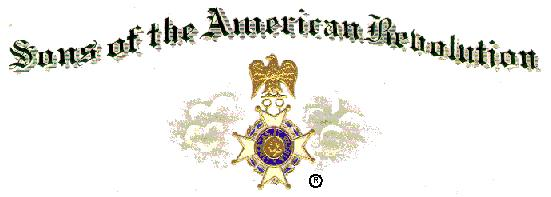 Sons of the American Revolution
®